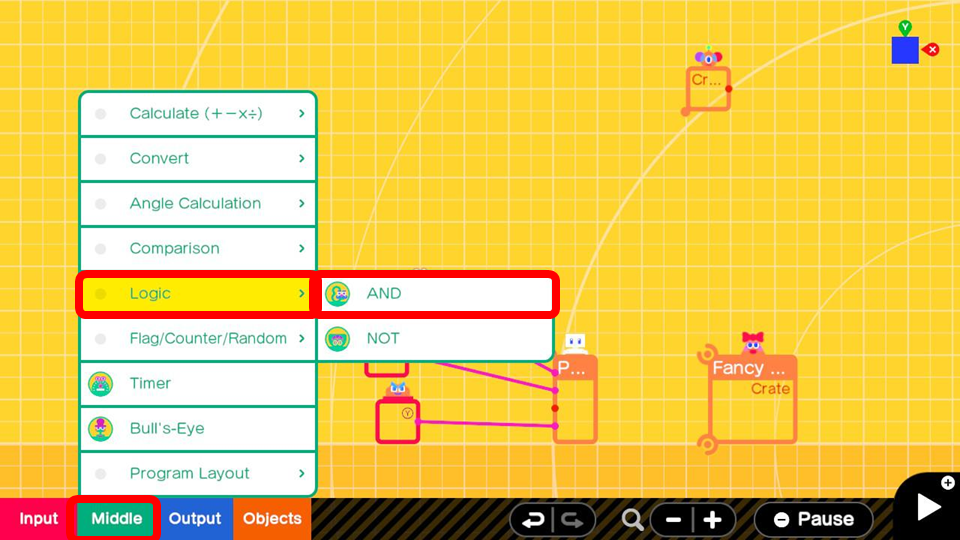 Y
X
Cr...
Calculate (+−x÷)
Convert
Angle Calculation
Comparison
Logic
AND
Flag/Counter/Random
NOT
P...
Fancy ...
Crate
Timer
Y
Bull's-Eye
Program Layout
Input
Middle
Output
Objects
Pause